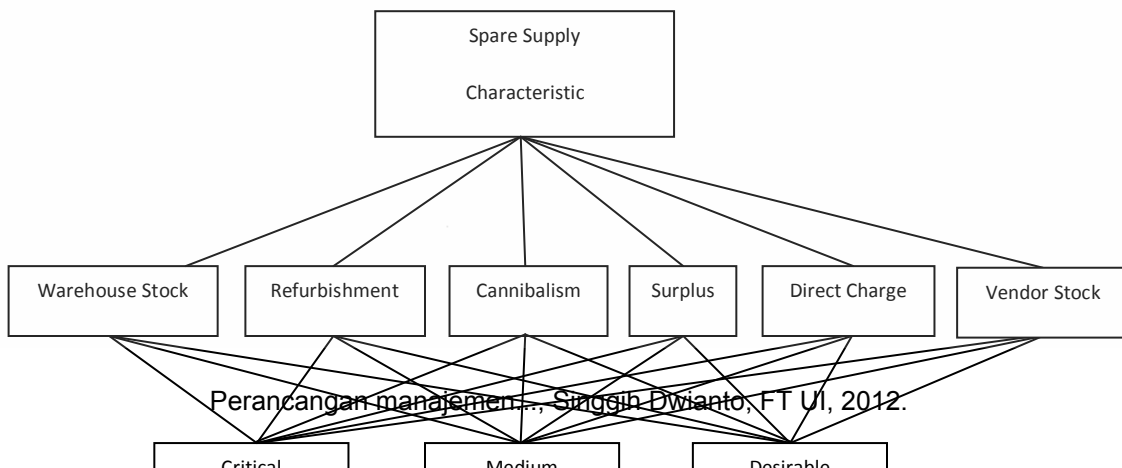 Spare Supply
Characteristic
Warehouse Stock
Refurbishment
Cannibalism
Surplus
Direct Charge
Vendor Stock
Perancangan manajemen..., Singgih Dwianto, FT UI, 2012.
Critical
Medium
Desirable